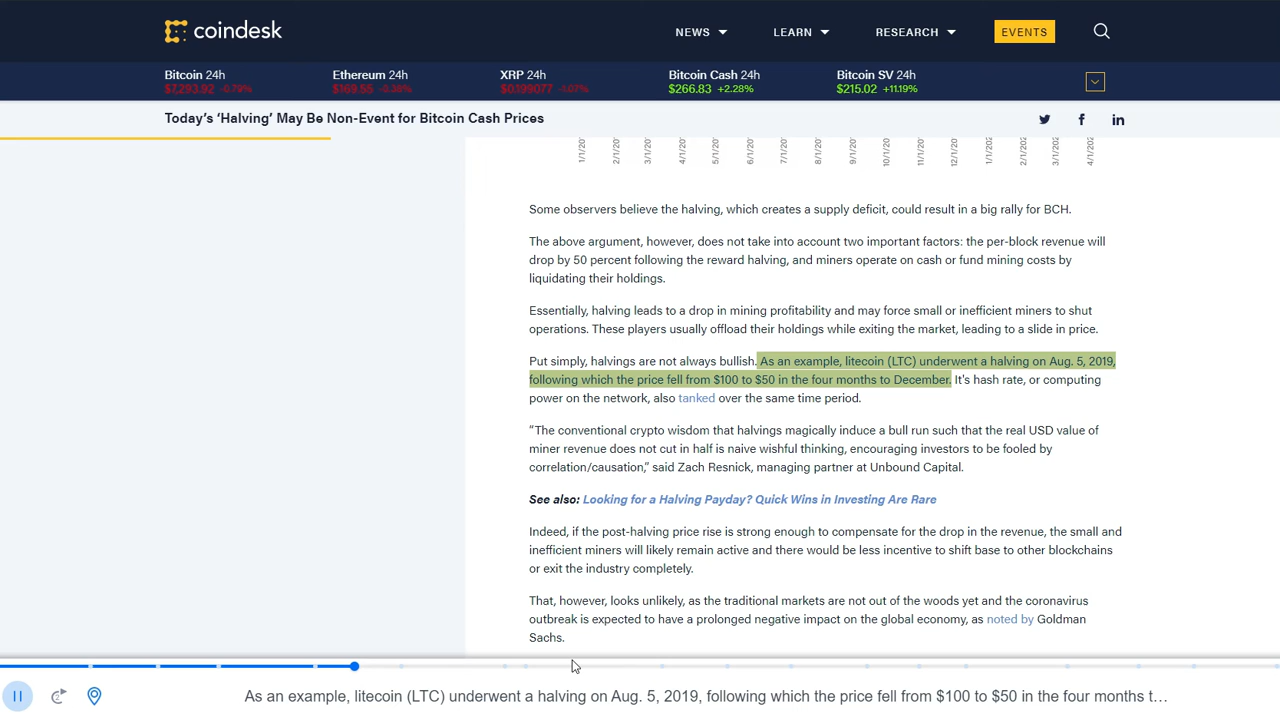 coindesk
NEWS LEARN RESEARCH EVENTS
Bitcoin 24h Ethereum 24h XRP 24h Bitcoin Cash 24h Bitcoin SV 24h
$7,293.92 -0.79% $169.55 -3.38% $0.199077 -1.07% $266.83 +2.28% $215.02 +11.19%
Today's ‘Halving’ May Be Non-Event for Bitcoin Cash Prices
Some observers believe the halving, which creates a supply deficit, could result in a big rally for BCH.
The above argument, however, does not take into account two important factors: the per-block revenue will
drop by 50 percent following the reward halving, and miners operate on cash or fund mining costs by
liquidating their holdings.
Essentially, halving leads to a drop in mining profitability and may force small or inefficient miners to shut
operations. These players usually offload their holdings while exiting the market, leading to a slide in price.
Put simply, halvings are not always bullish. As an example, litecoin (LTC) underwent a halving on Aug. 5, 2019,
following which the price fell from $100 to $50 in the four months to December. It's hash rate, or computing
power on the network, also tanked over the same time period.
“The conventional crypto wisdom that halvings magically induce a bull run such that the real USD value of
miner revenue does not cut in half is naive wishful thinking, encouraging investors to be fooled by
correlation/causation,” said Zach Resnick, managing partner at Unbound Capital.
See also: Looking for a Halving Payday? Quick Wins in Investing Are Rare
Indeed, if the post-halving price rise is strong enough to compensate for the drop in the revenue, the small and
inefficient miners will likely remain active and there would be less incentive to shift base to other blockchains
or exit the industry completely.
That, however, looks unlikely, as the traditional markets are not out of the woods yet and the coronavirus
outbreak is expected to have a prolonged negative impact on the global economy, as noted by Goldman
Sachs.
As an example, litecoin (LTC) underwent a halving on Aug. 5, 2019, following which the price fell from $100 to $50 in the four months t…